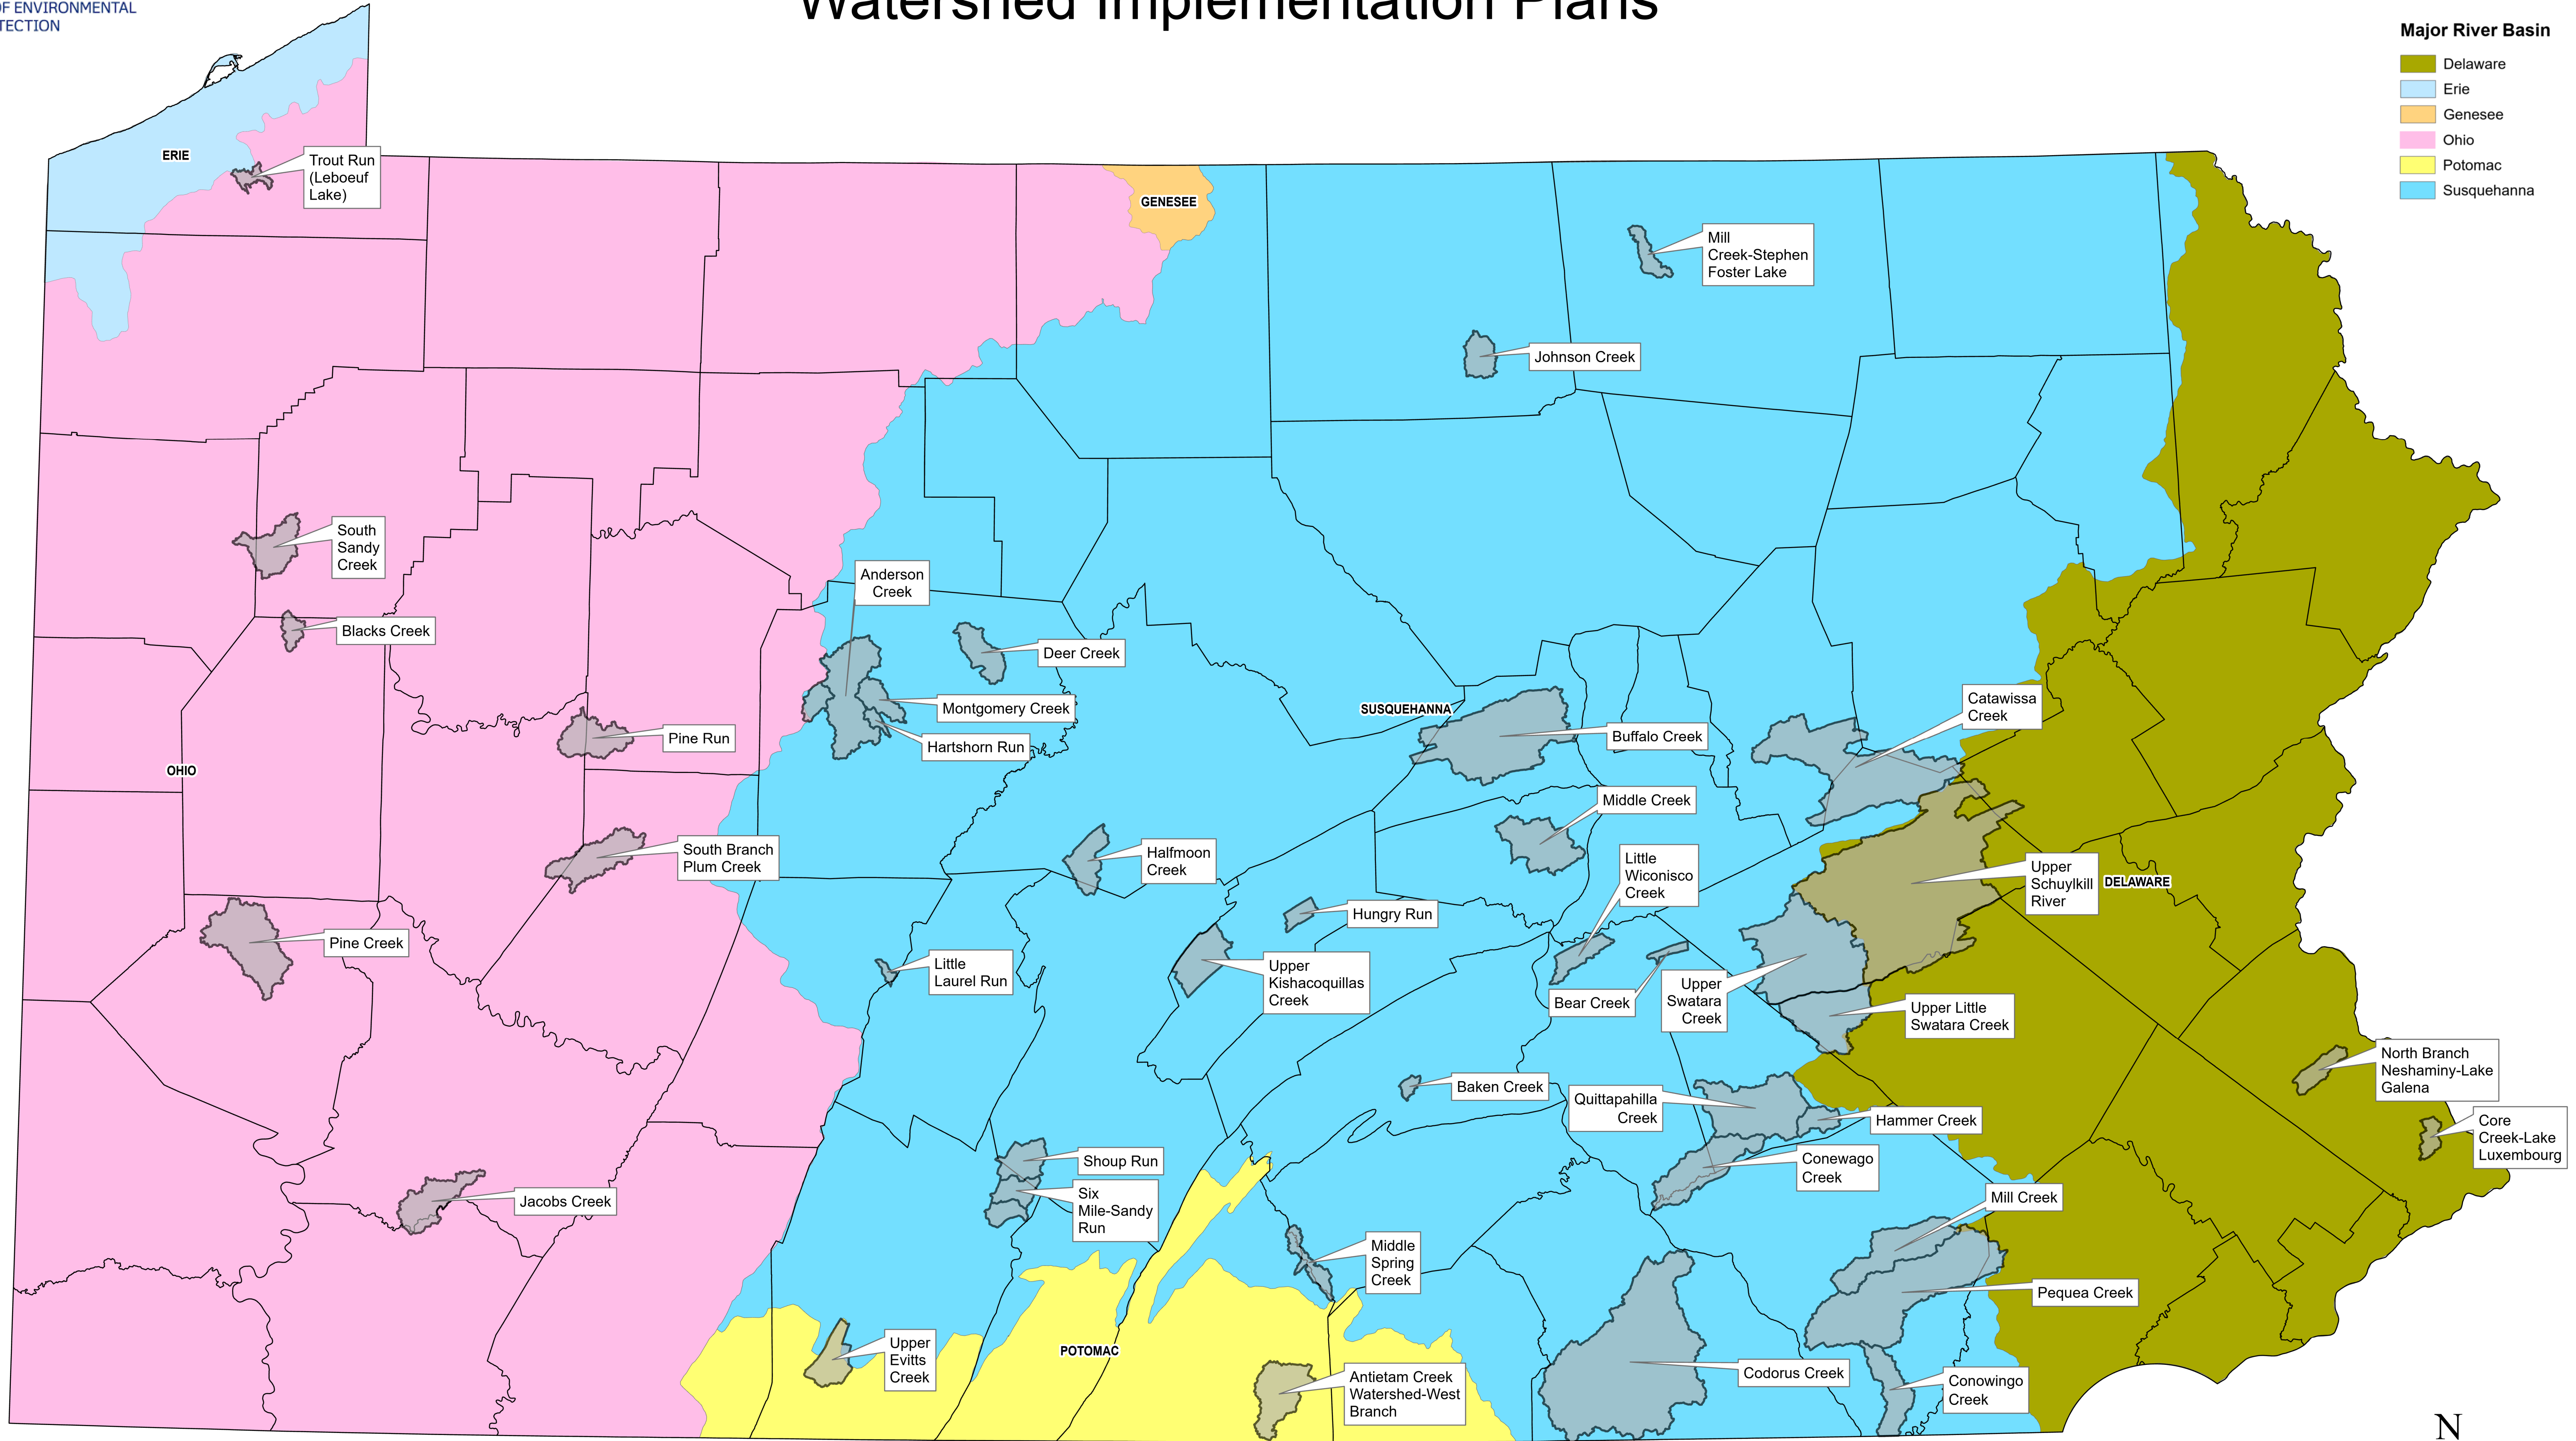 OF ENVIRONMENTAL
Watershed Implementation Plans
Major River Basin
Delaware
Erie
Genesee
Ohio
Potomac
Susquehanna
ERIE
Trout Run
(Leboeuf
Lake)
GENESEE
Mill
Creek-Stephen
Foster Lake
Johnson Creek
South
Sandy
Creek
Blacks Creek
Anderson
Creek
Deer Creek
Montgomery Creek
Hartshorn Run
Pine Run
OHIO
SUSQUEHANNA
Buffalo Creek
Catawissa
Creek
Middle Creek
South Branch
Plum Creek
Halfmoon
Creek
Little
Wiconisco
Creek
Upper
Schuylkill
River
DELAWARE
Hungry Run
Pine Creek
Little
Laurel Run
Upper
Kishacoquillas
Creek
Bear Creek
Upper
Swatara
Creek
Upper Little
Swatara Creek
North Branch
Neshaminy-Lake
Galena
Baken Creek
Quittapahilla
Creek
Hammer Creek
Core
Creek-Lake
Luxembourg
Shoup Run
Conewago
Creek
Six
Mile-Sandy
Run
Jacobs Creek
Mill Creek
Middle
Spring
Creek
Pequea Creek
Upper
Evitts
Creek
POTOMAC
Antietam Creek
Watershed-West
Branch
Codorus Creek
Conowingo
Creek
N